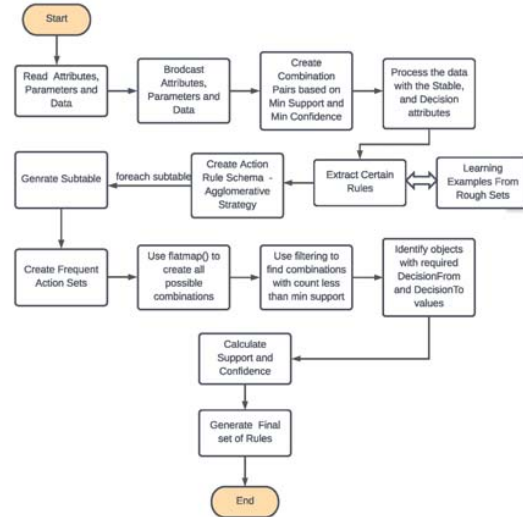 Start
Read Attributes,
Parameters and
Data
Brodcast
Attributes,
Parameters and
Data
Create
Combination
Pairs based on
Min Support and
Min Confidence
Process the data
with the Stable,
and Decision
attributes
Learning
Examples From
Rough Sets
Extract Certain
Rules
Create Action
Rule Schema -
Agglomerative
Strategy
foreach subtable
Genrate Subtable
Create Frequent
Action Sets
Use flatmap() to
create all
possible
combinations
Use filtering to
find combinations
with count less
than min support
Identify objects
with required
DecisionFrom
and DecisionTo
values
Calculate
Support and
Confidence
Generate Final
set of Rules
End